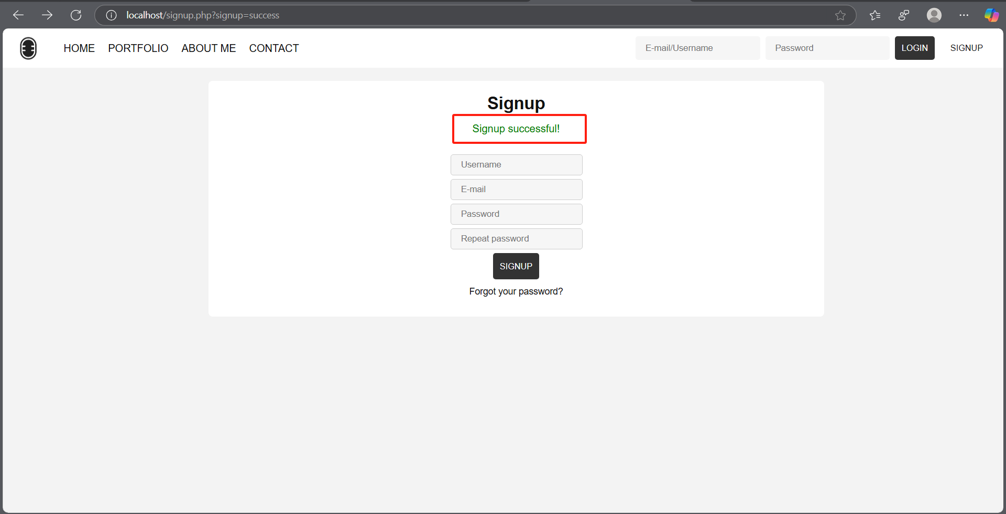 localhost/signup.php?signup=success
HOME PORTFOLIO ABOUT ME CONTACT E-mail/Username Password LOGIN SIGNUP
Signup
Signup successful!
Username
E-mail
Password
Repeat password
SIGNUP
Forgot your password?